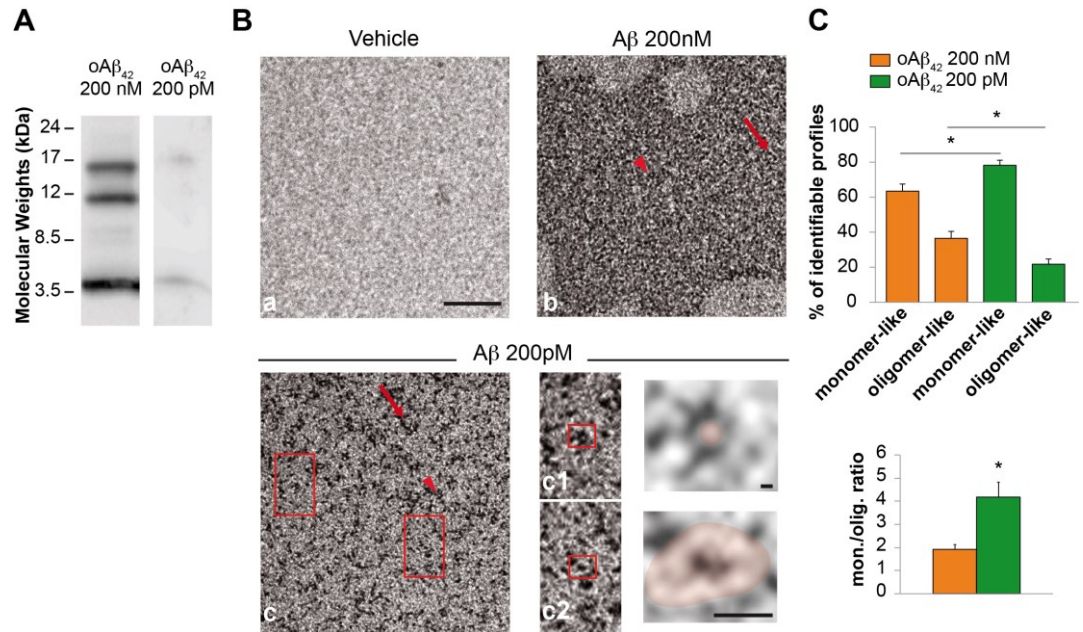 A
oAβ₄₂
200 nM
oAβ₄₂
200 pM
Molecular Weights (kDa)
24
17
12
8.5
3.5
B
Vehicle
Aβ 200nM
a
b
Aβ 200pM
c
c1
c2
C
oAβ₄₂ 200 nM
oAβ₄₂ 200 pM
% of identifiable profiles
100
80
60
40
20
0
*
*
monomer-like
oligomer-like
monomer-like
oligomer-like
mon./olig. ratio
6
5
4
3
2
1
0
*